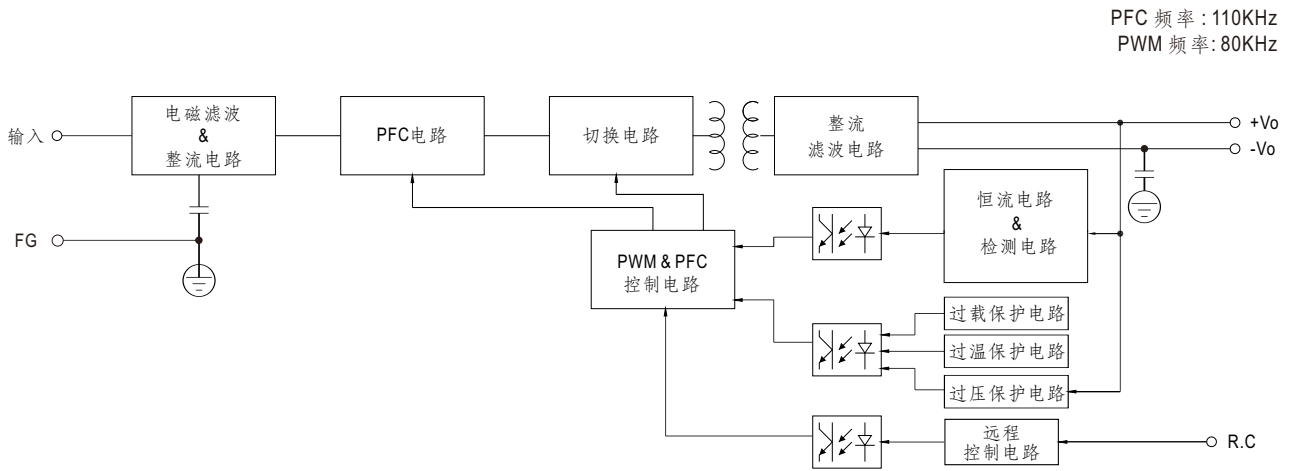 PFC 频率 : 110KHz
PWM 频率: 80KHz
输入
电磁滤波
&
整流电路
PFC电路
切换电路
整流
滤波电路
+Vo
-Vo
FG
PWM & PFC
控制电路
恒流电路
&
检测电路
过载保护电路
过温保护电路
过压保护电路
远程
控制电路
R.C